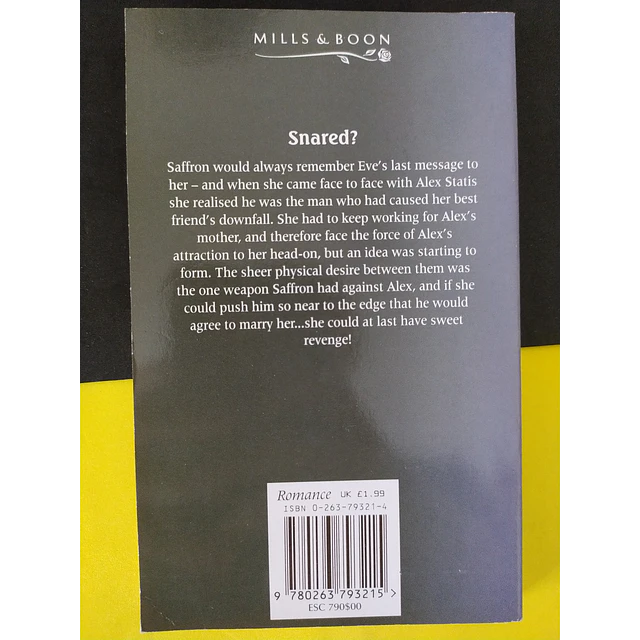 MILLS & BOON
Snared?
Saffron would always remember Eve's last message to
her – and when she came face to face with Alex Statis
she realised he was the man who had caused her best
friend's downfall. She had to keep working for Alex's
mother, and therefore face the force of Alex's
attraction to her head-on, but an idea was starting to
form. The sheer physical desire between them was
the one weapon Saffron had against Alex, and if she
could push him so near to the edge that he would
agree to marry her...she could at last have sweet
revenge!
Romance UK £1.99
ISBN 0-263-79321-4
9 780263 793215 >
ESC 790$00